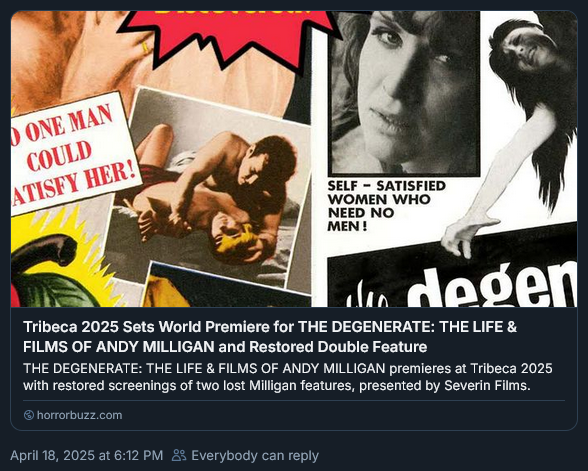 O ONE MAN
COULD
ATISFY HER!
SELF – SATISFIED
WOMEN WHO
NEED NO
MEN!
the degen
Tribeca 2025 Sets World Premiere for THE DEGENERATE: THE LIFE &
FILMS OF ANDY MILLIGAN and Restored Double Feature
THE DEGENERATE: THE LIFE & FILMS OF ANDY MILLIGAN premieres at Tribeca 2025
with restored screenings of two lost Milligan features, presented by Severin Films.
horrorbuzz.com
April 18, 2025 at 6:12 PM Everybody can reply